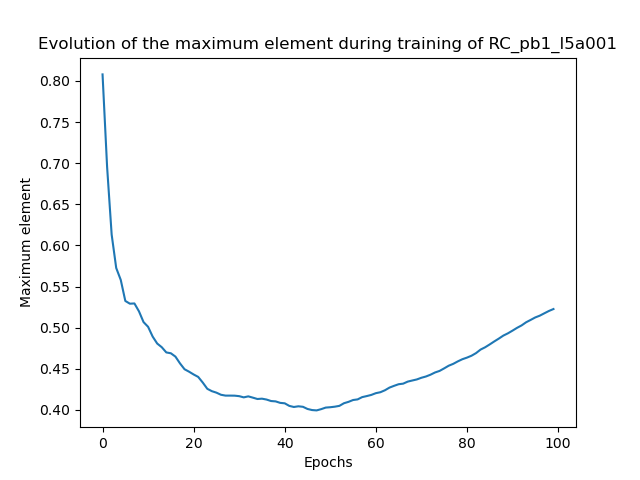 Evolution of the maximum element during training of RC_pb1_l5a001
0.80
0.75
0.70
0.65
0.60
0.55
0.50
0.45
0.40
Maximum element
0 20 40 60 80 100
Epochs